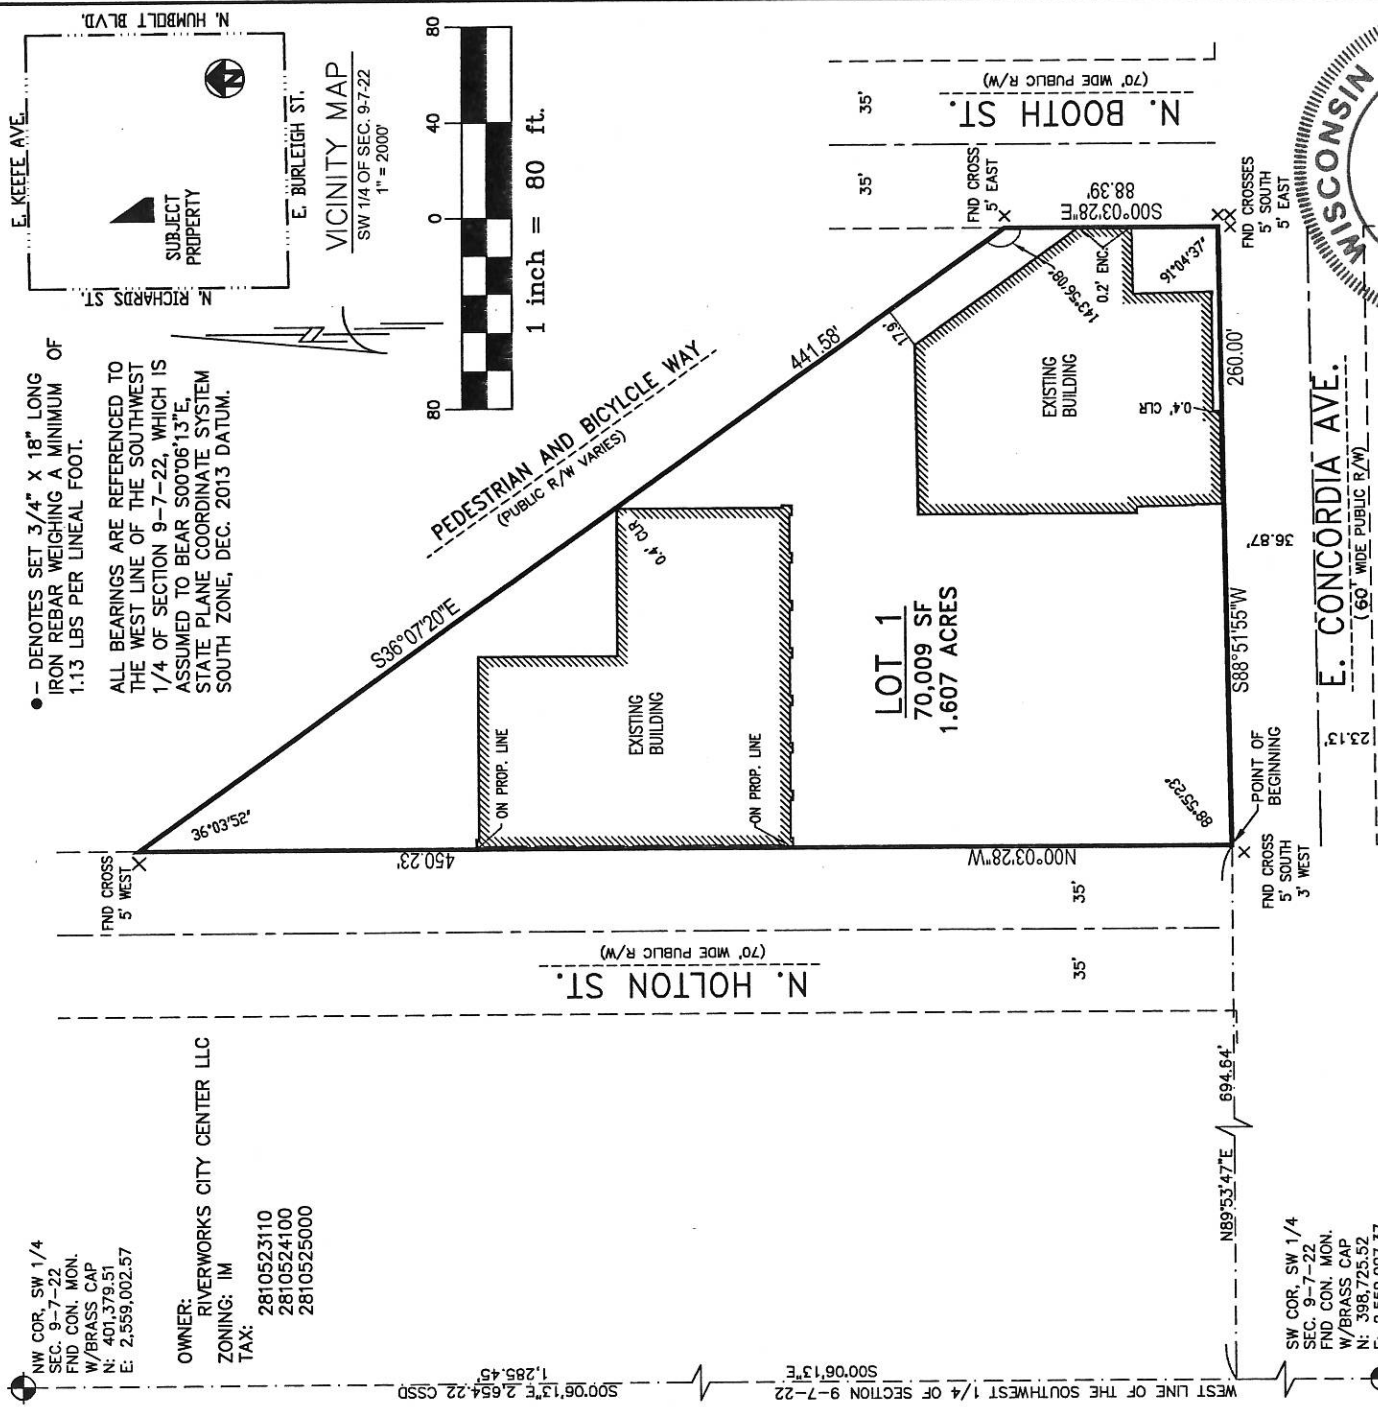 N. HUMBOLT BLVD.
E. KEEFE AVE.
N
SUBJECT
PROPERTY
N. RICHARDS ST.
E. BURLEIGH ST.
VICINITY MAP
SW 1/4 OF SEC. 9-7-22
1" = 2000'
80
0
40
80
1 inch = 80 ft.
●- DENOTES SET 3/4" X 18" LONG
IRON REBAR WEIGHING A MINIMUM OF
1.13 LBS PER LINEAL FOOT.
ALL BEARINGS ARE REFERENCED TO
THE WEST LINE OF THE SOUTHWEST
1/4 OF SECTION 9-7-22, WHICH IS
ASSUMED TO BEAR S00°06'13"E,
STATE PLANE COORDINATE SYSTEM
SOUTH ZONE, DEC. 2013 DATUM.
PEDESTRIAN AND BICYLCLE WAY
(PUBLIC R/W VARIES)
S36°07'20"E
441.58'
N. BOOTH ST.
(70' WIDE PUBLIC R/W)
35'
35'
FND CROSS
5' EAST
S00°03'28"E
88.39'
FND CROSSES
5' SOUTH
5' EAST
17.9'
143°56'08"
0.2' ENC.
91°04'37"
EXISTING
BUILDING
0.4' CLR
260.00'
36.87'
S88°51'55"W
E. CONCORDIA AVE.
(60' WIDE PUBLIC R/W)
23.13'
0.4' CLR
EXISTING
BUILDING
ON PROP. LINE
ON PROP. LINE
LOT 1
70,009 SF
1.607 ACRES
36°03'52"
88°55'23"
POINT OF
BEGINNING
FND CROSS
5' WEST
450.23'
N00°03'28"W
FND CROSS
5' SOUTH
3' WEST
35'
35'
N. HOLTON ST.
(70' WIDE PUBLIC R/W)
NW COR, SW 1/4
SEC. 9-7-22
FND CON. MON.
W/BRASS CAP
N: 401,379.51
E: 2,559,002.57
OWNER:
RIVERWORKS CITY CENTER LLC
ZONING: IM
TAX:
2810523110
2810524100
2810525000
N89°53'47"E
694.64'
S00°06'13"E 2,654.22 CSSD
1,285.45'
WEST LINE OF THE SOUTHWEST 1/4 OF SECTION 9-7-22
S00°06'13"E
SW COR, SW 1/4
SEC. 9-7-22
FND CON. MON.
W/BRASS CAP
N: 398,725.52
WISCONSIN